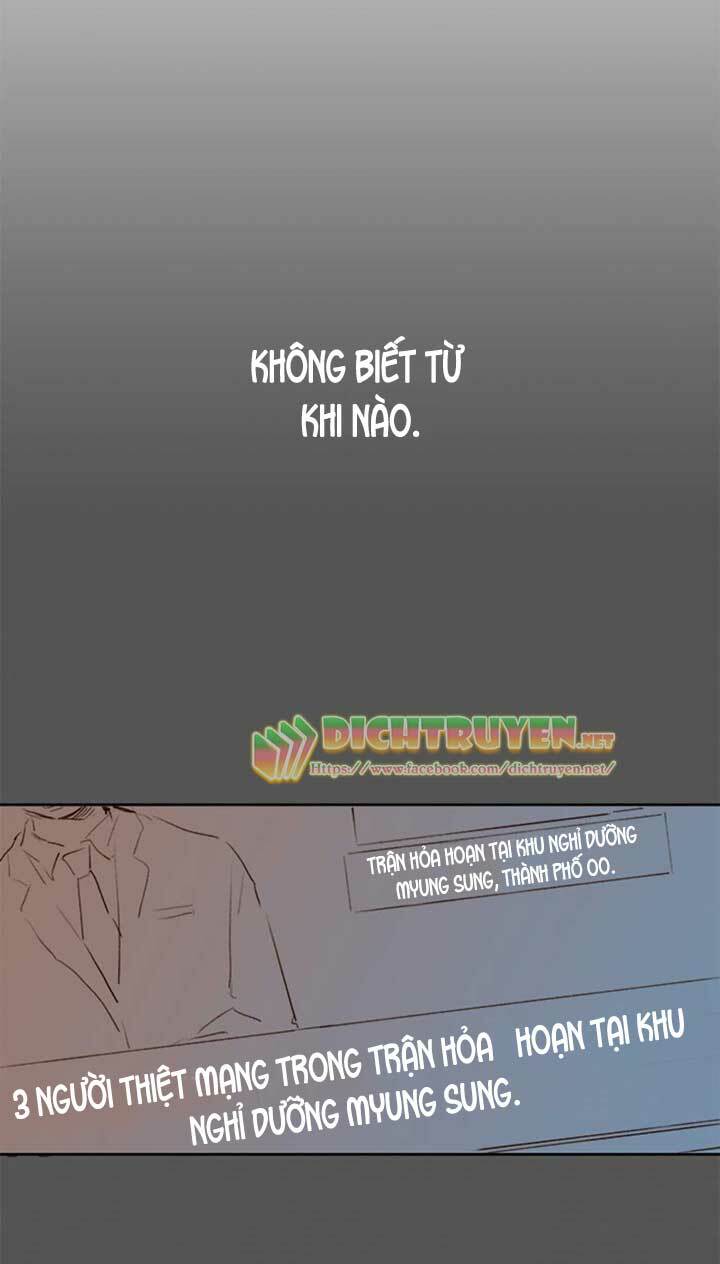 KHÔNG BIẾT TỪ
KHI NÀO.
DICHTRUYEN.NET
Https://www.facebook.com/dichtruyen.net/
TRẬN HỎA HOẠN TẠI KHU NGHỈ DƯỠNG
MYUNG SUNG, THÀNH PHỐ OO.
3 NGƯỜI THIỆT MẠNG TRONG TRẬN HỎA HOẠN TẠI KHU
NGHỈ DƯỠNG MYUNG SUNG.